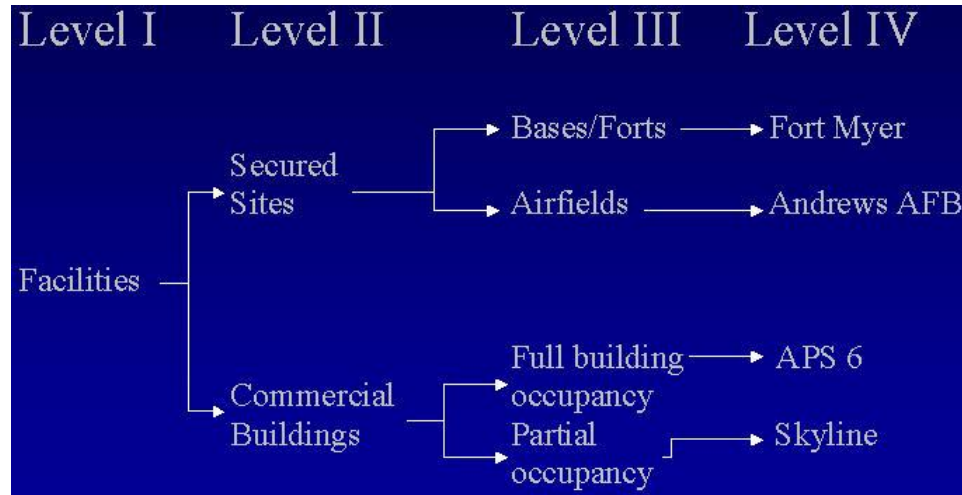 Level I Level II Level III Level IV
Bases/Forts Fort Myer
Secured
Sites
Airfields Andrews AFB
Facilities
Full building APS 6
occupancy
Commercial
Buildings
Partial Skyline
occupancy